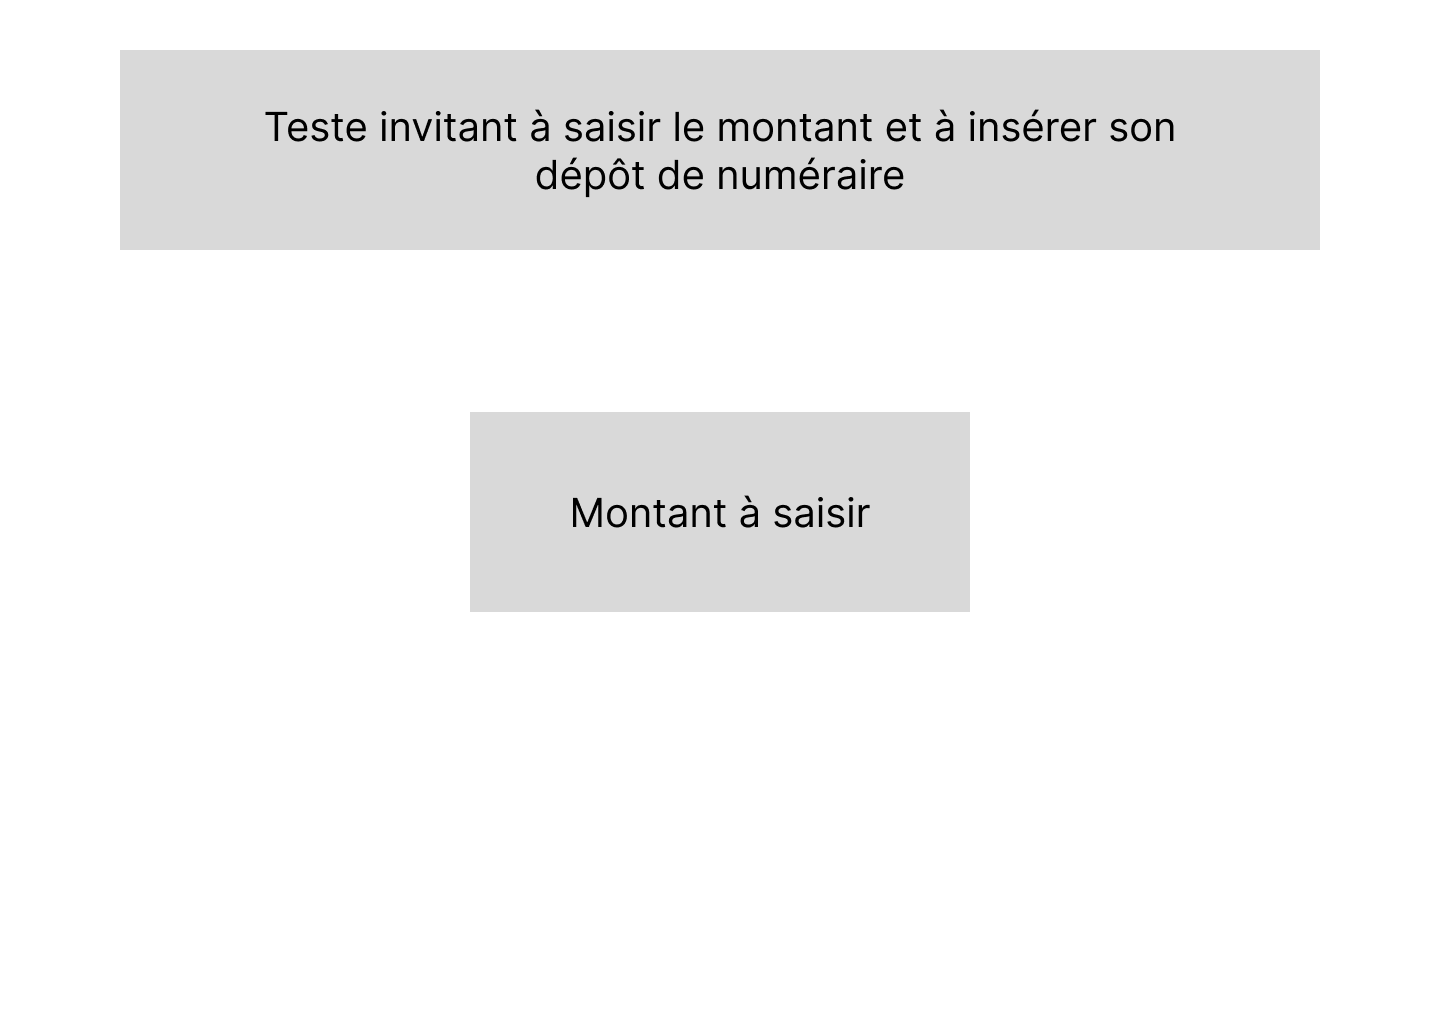 Teste invitant à saisir le montant et à insérer son
dépôt de numéraire
Montant à saisir